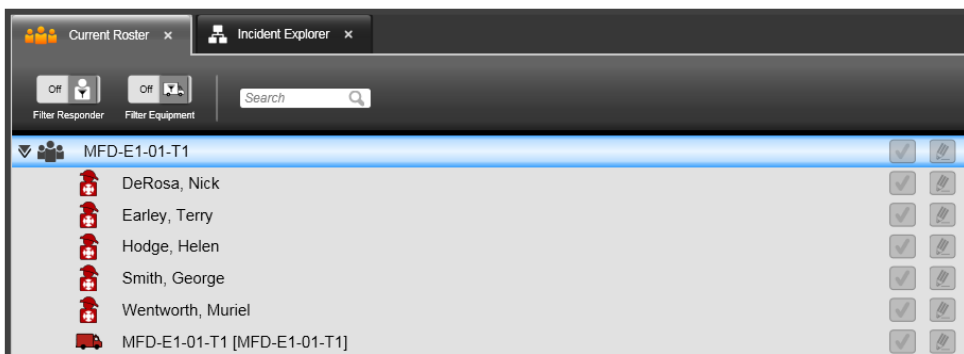 Current Roster x Incident Explorer x
Off Off Search
Filter Responder Filter Equipment
MFD-E1-01-T1
DeRosa, Nick
Earley, Terry
Hodge, Helen
Smith, George
Wentworth, Muriel
MFD-E1-01-T1 [MFD-E1-01-T1]